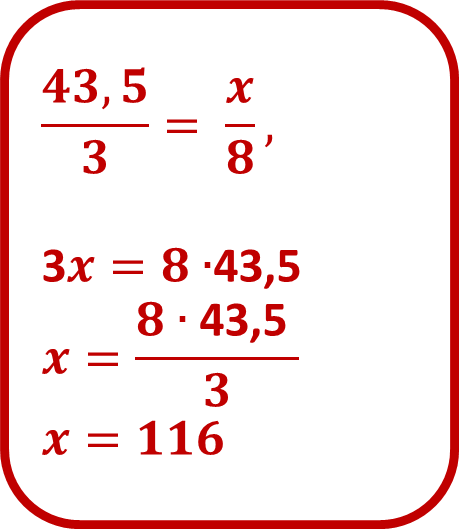 43,5/3 = x/8,
3x = 8 ·43,5
x = 8 · 43,5/3
x = 116